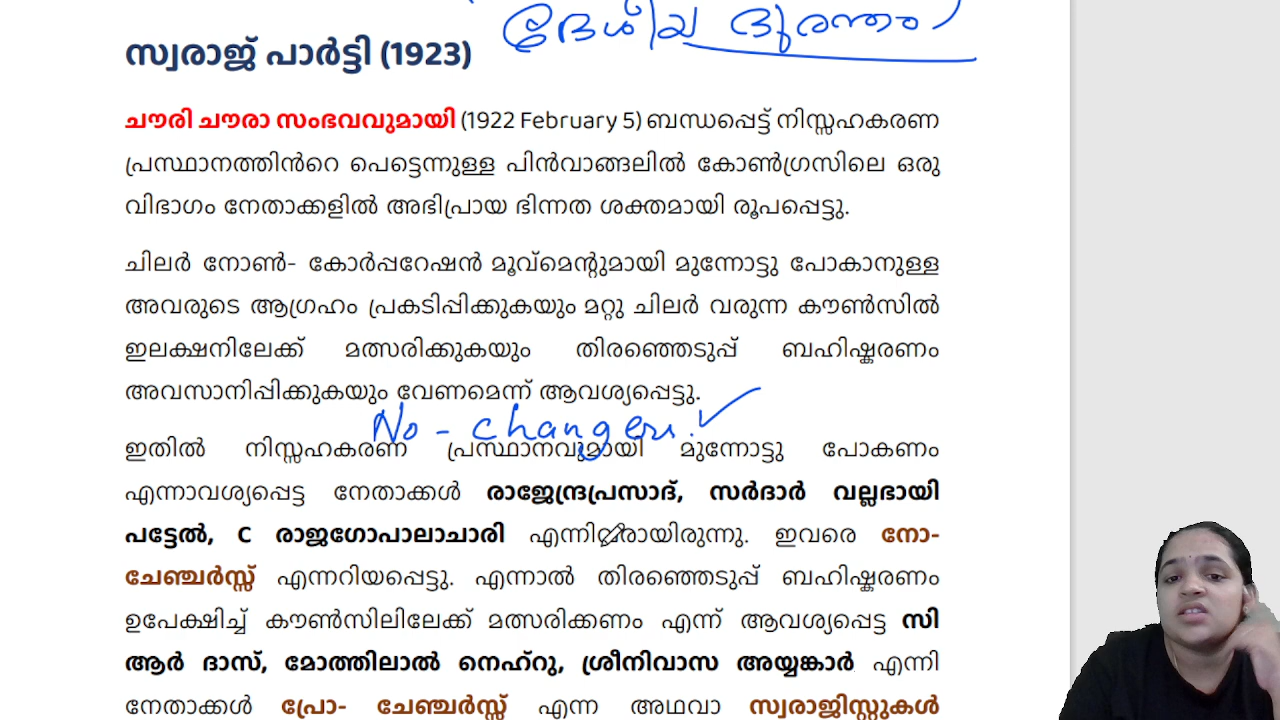 ദേശീയ ദുരന്തം)
സ്വരാജ് പാർട്ടി (1923)
ചൗരി ചൗരാ സംഭവവുമായി (1922 February 5) ബന്ധപ്പെട്ട് നിസ്സഹകരണ
പ്രസ്ഥാനത്തിൻറെ പെട്ടെന്നുള്ള പിൻവാങ്ങലിൽ കോൺഗ്രസിലെ ഒരു
വിഭാഗം നേതാക്കളിൽ അഭിപ്രായ ഭിന്നത ശക്തമായി രൂപപ്പെട്ടു.
ചിലർ നോൺ- കോർപ്പറേഷൻ മൂവ്മെന്റുമായി മുന്നോട്ടു പോകാനുള്ള
അവരുടെ ആഗ്രഹം പ്രകടിപ്പിക്കുകയും മറ്റു ചിലർ വരുന്ന കൗൺസിൽ
ഇലക്ഷനിലേക്ക് മത്സരിക്കുകയും തിരഞ്ഞെടുപ്പ് ബഹിഷ്കരണം
അവസാനിപ്പിക്കുകയും വേണമെന്ന് ആവശ്യപ്പെട്ടു.
No - changers.
ഇതിൽ നിസ്സഹകരണ പ്രസ്ഥാനവുമായി മുന്നോട്ടു പോകണം
എന്നാവശ്യപ്പെട്ട നേതാക്കൾ രാജേന്ദ്രപ്രസാദ്, സർദാർ വല്ലഭായി
പട്ടേൽ, C രാജഗോപാലാചാരി എന്നിവരായിരുന്നു. ഇവരെ നോ-
ചേഞ്ചർസ്സ് എന്നറിയപ്പെട്ടു. എന്നാൽ തിരഞ്ഞെടുപ്പ് ബഹിഷ്കരണം
ഉപേക്ഷിച്ച് കൗൺസിലിലേക്ക് മത്സരിക്കണം എന്ന് ആവശ്യപ്പെട്ട സി
ആർ ദാസ്, മോത്തിലാൽ നെഹ്റു, ശ്രീനിവാസ അയ്യങ്കാർ എന്നി
നേതാക്കൾ പ്രോ- ചേഞ്ചർസ്സ് എന്ന അഥവാ സ്വരാജിസ്റ്റുകൾ